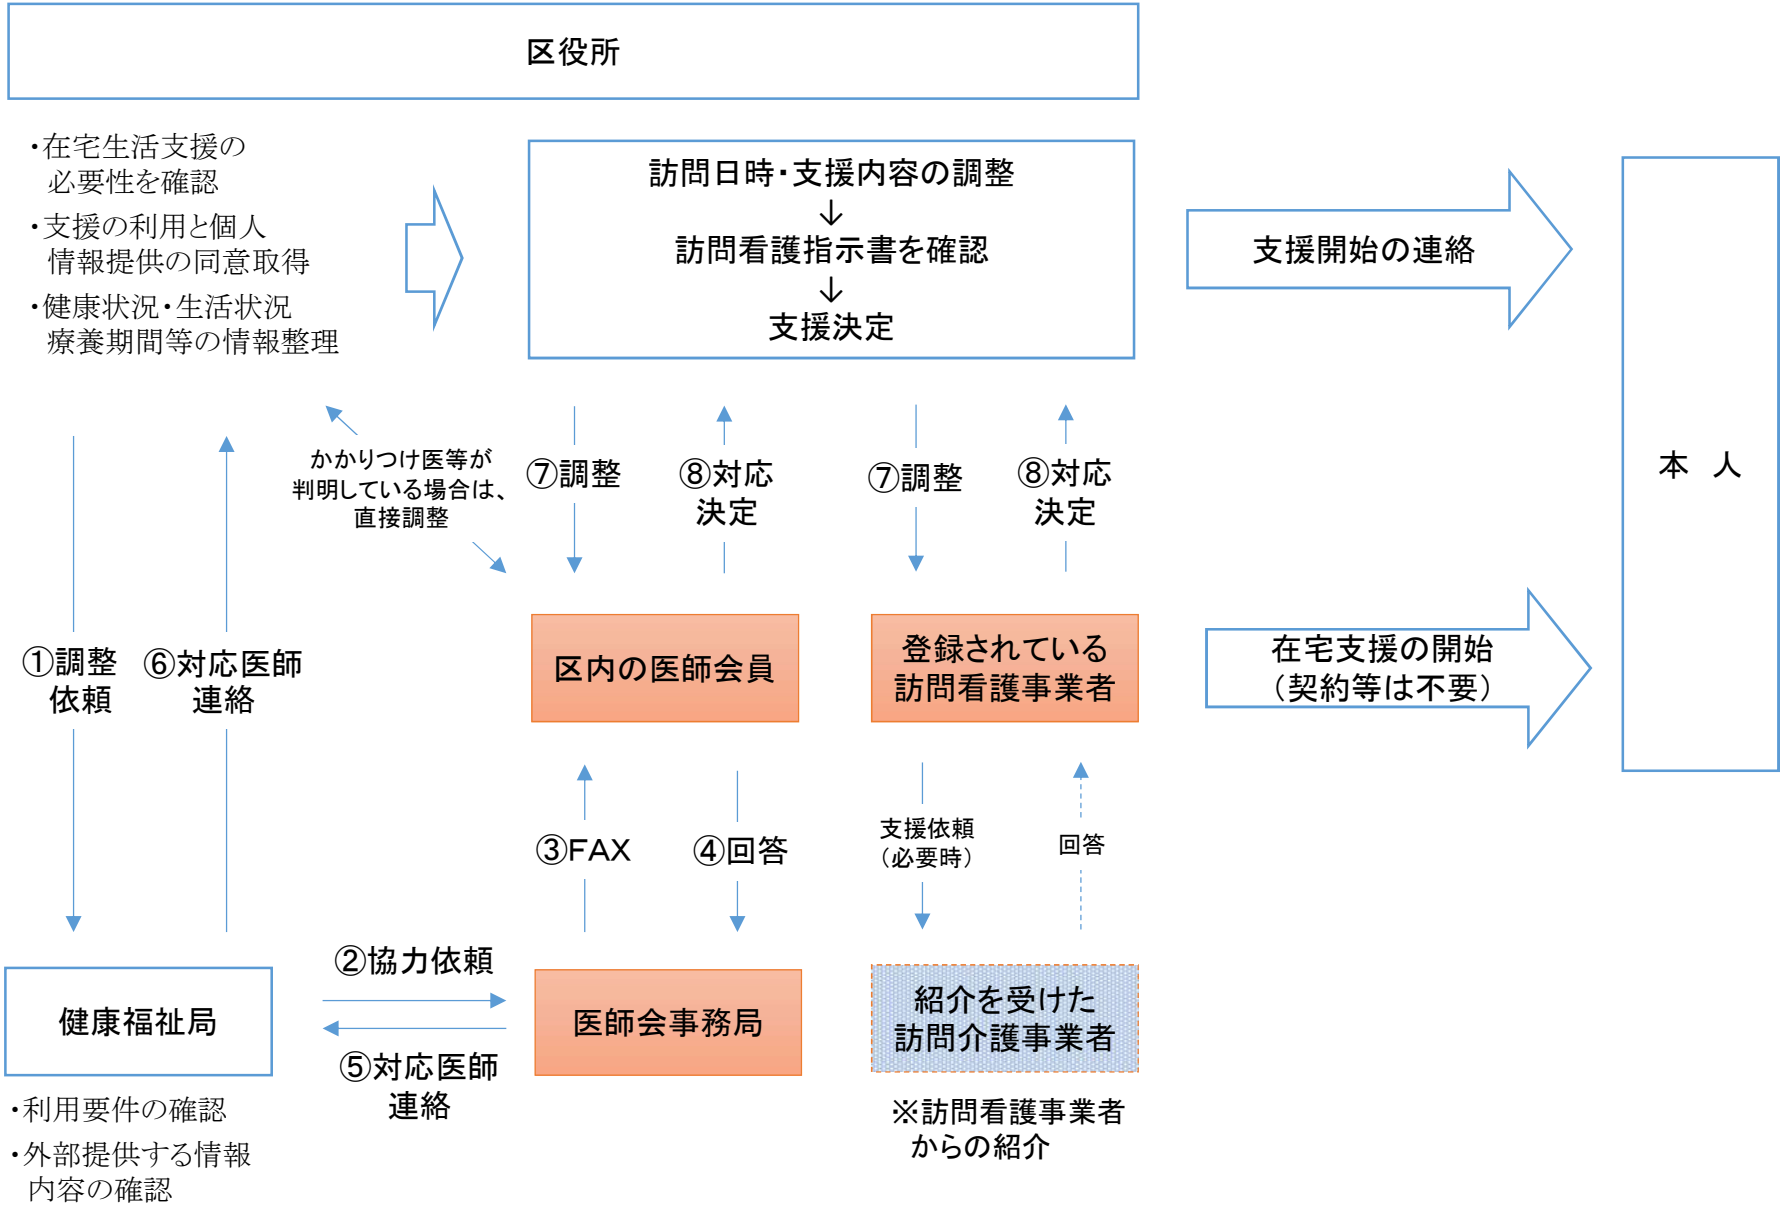 区役所
・在宅生活支援の
必要性を確認
・支援の利用と個人
情報提供の同意取得
・健康状況・生活状況
療養期間等の情報整理
訪問日時・支援内容の調整
↓
訪問看護指示書を確認
↓
支援決定
支援開始の連絡
本 人
かかりつけ医等が
判明している場合は、
直接調整
⑦調整
⑧対応
決定
⑦調整
⑧対応
決定
①調整
依頼
⑥対応医師
連絡
区内の医師会員
登録されている
訪問看護事業者
在宅支援の開始
（契約等は不要）
③FAX
④回答
支援依頼
（必要時）
回答
②協力依頼
健康福祉局
⑤対応医師
連絡
医師会事務局
紹介を受けた
訪問介護事業者
・利用要件の確認
・外部提供する情報
内容の確認
※訪問看護事業者
からの紹介